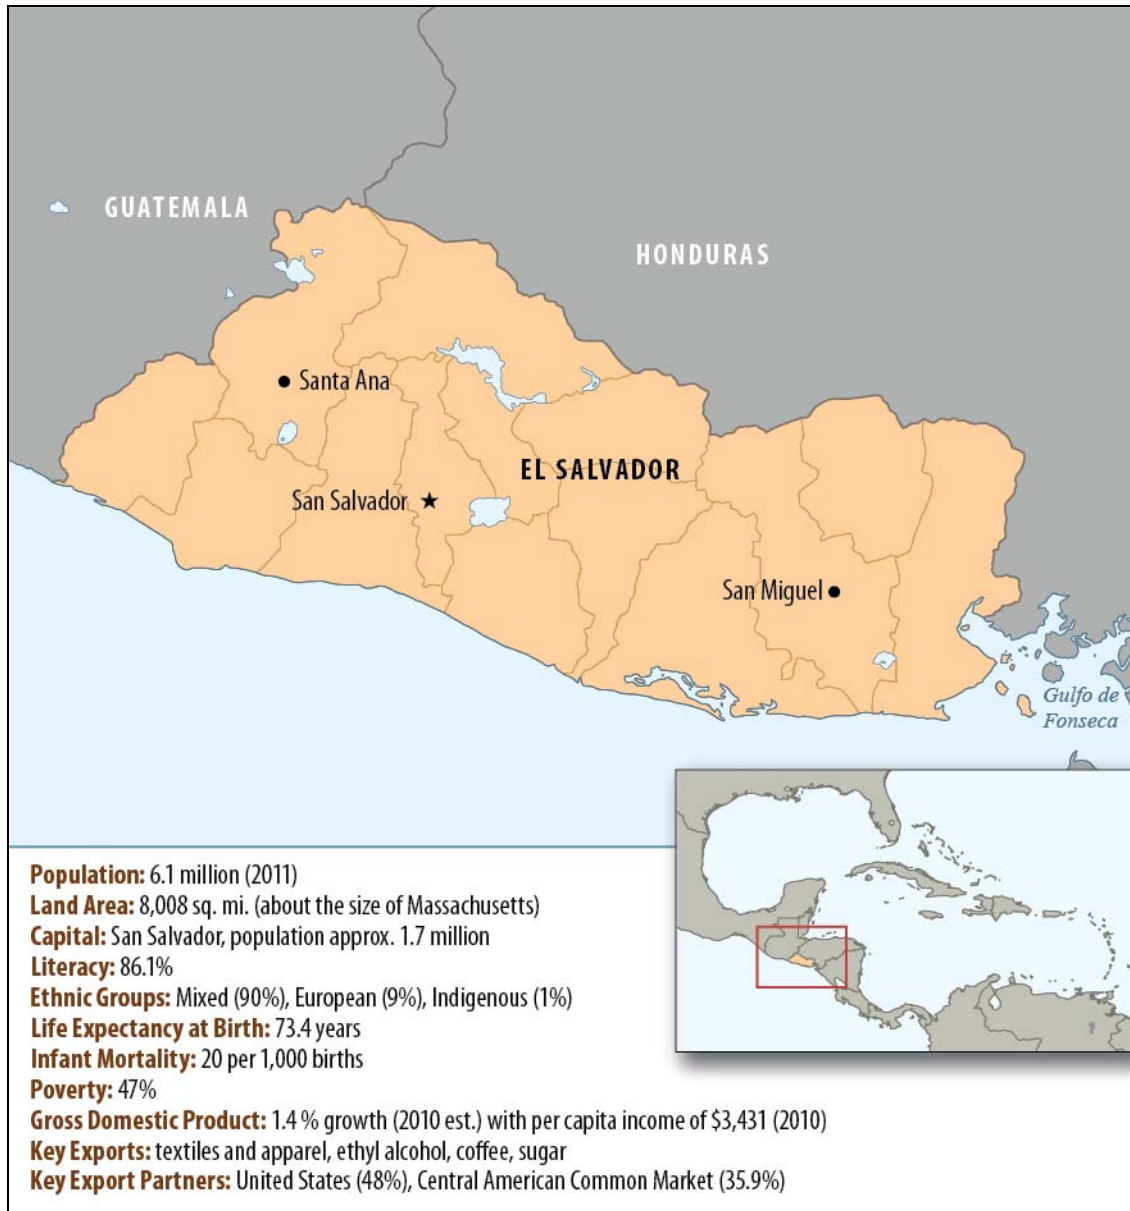 GUATEMALA
HONDURAS
Santa Ana
EL SALVADOR
San Salvador
San Miguel
Gulfo de
Fonseca
Population: 6.1 million (2011)
Land Area: 8,008 sq. mi. (about the size of Massachusetts)
Capital: San Salvador, population approx. 1.7 million
Literacy: 86.1%
Ethnic Groups: Mixed (90%), European (9%), Indigenous (1%)
Life Expectancy at Birth: 73.4 years
Infant Mortality: 20 per 1,000 births
Poverty: 47%
Gross Domestic Product: 1.4 % growth (2010 est.) with per capita income of $3,431 (2010)
Key Exports: textiles and apparel, ethyl alcohol, coffee, sugar
Key Export Partners: United States (48%), Central American Common Market (35.9%)